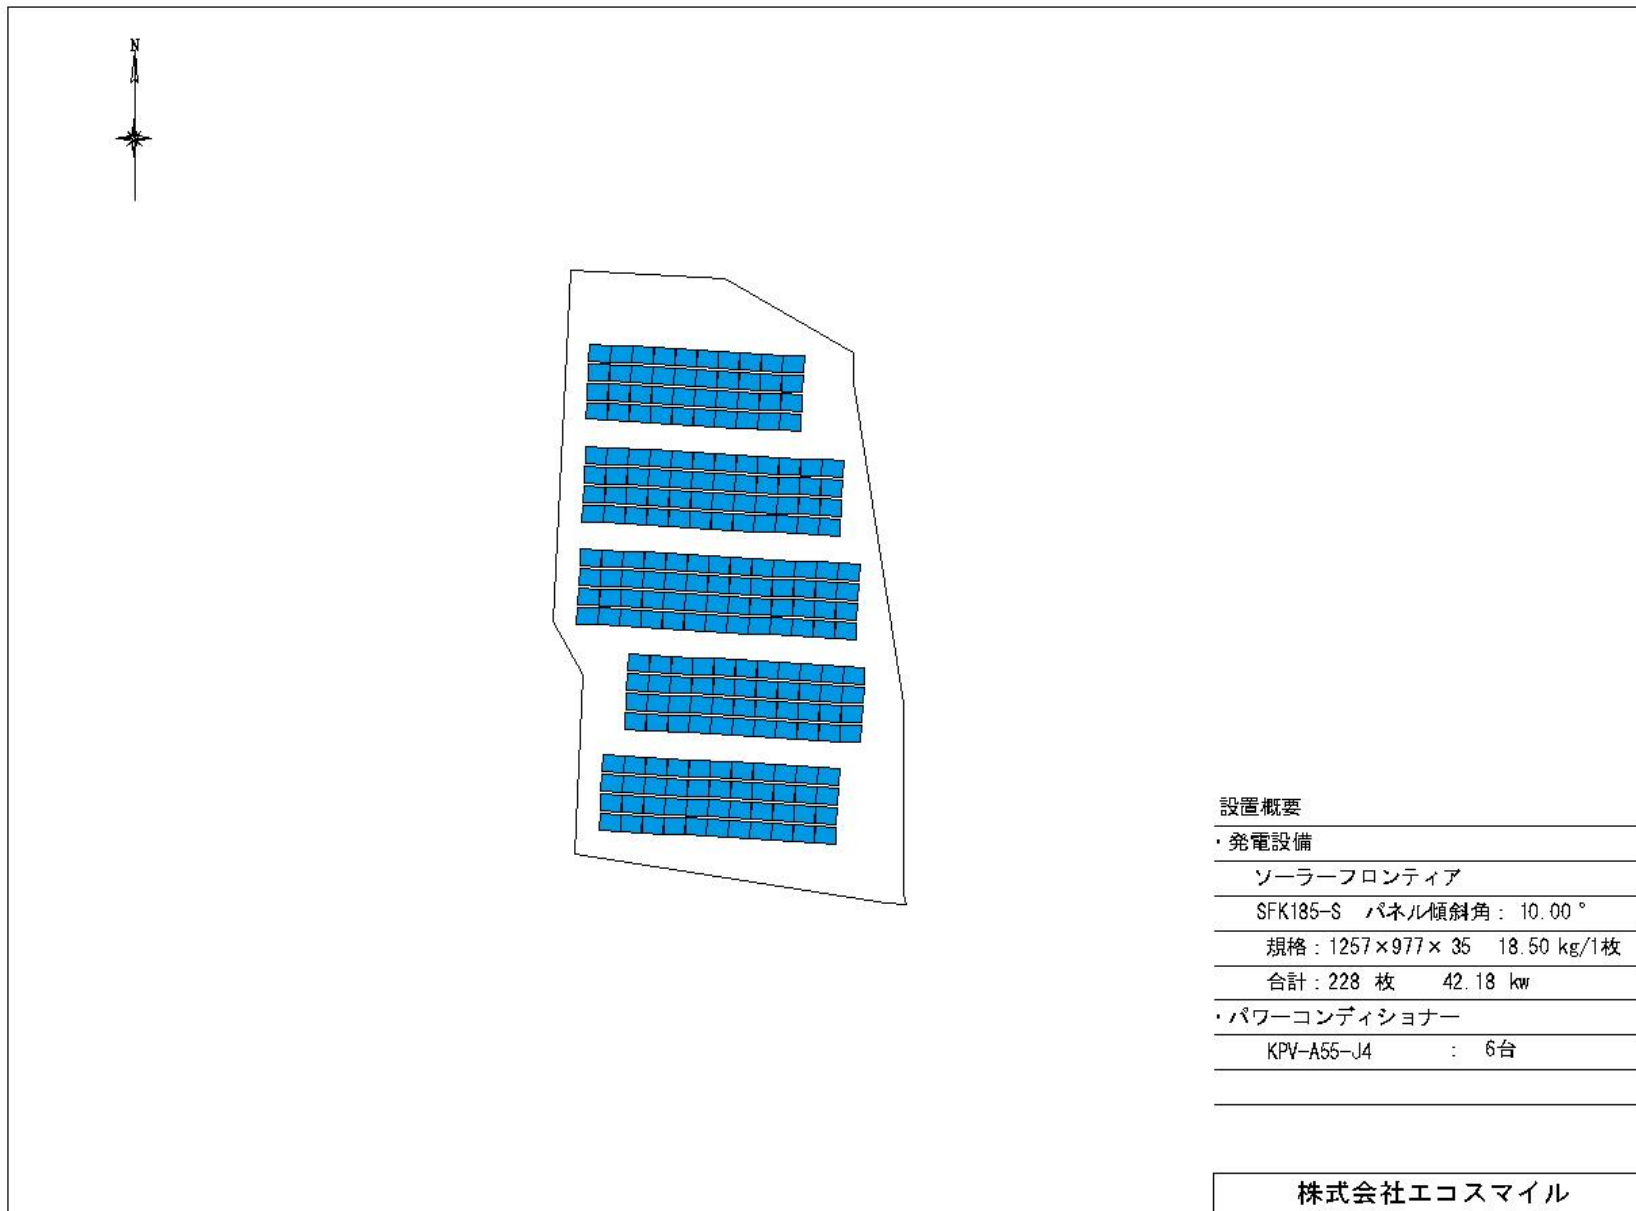 N
設置概要
・発電設備
ソーラーフロンティア
SFK185-S パネル傾斜角： 10.00°
規格：1257×977× 35 18.50 kg/1枚
合計：228 枚 42.18 kw
・パワーコンディショナー
KPV-A55-J4 ： 6台
株式会社エコスマイル